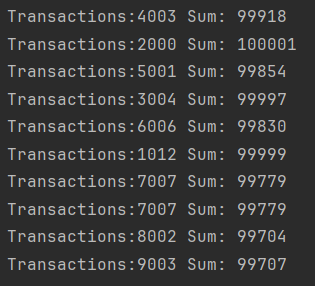 Transactions:4003 Sum: 99918
Transactions:2000 Sum: 100001
Transactions:5001 Sum: 99854
Transactions:3004 Sum: 99997
Transactions:6006 Sum: 99830
Transactions:1012 Sum: 99999
Transactions:7007 Sum: 99779
Transactions:7007 Sum: 99779
Transactions:8002 Sum: 99704
Transactions:9003 Sum: 99707